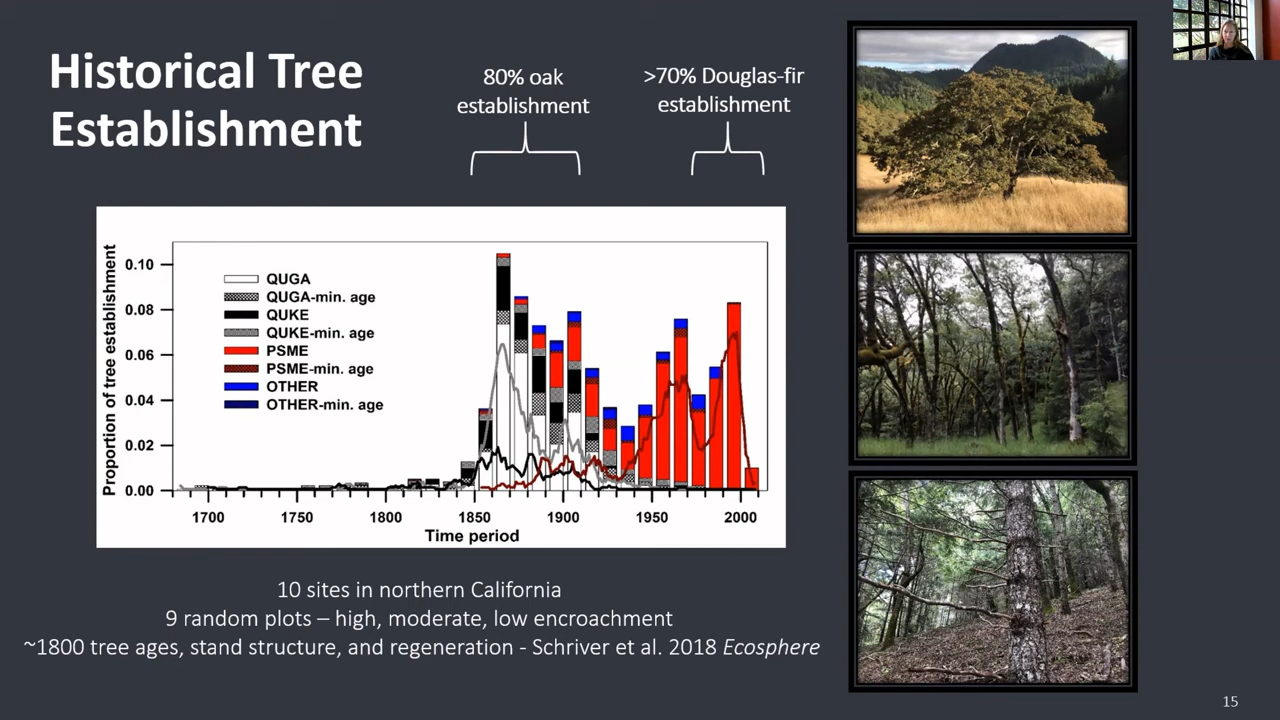 Historical Tree
Establishment
80% oak
establishment
>70% Douglas-fir
establishment
Proportion of tree establishment
0.10
0.08
0.06
0.04
0.02
0.00
QUGA
QUGA-min. age
QUKE
QUKE-min. age
PSME
PSME-min. age
OTHER
OTHER-min. age
1700 1750 1800 1850 1900 1950 2000
Time period
10 sites in northern California
9 random plots – high, moderate, low encroachment
~1800 tree ages, stand structure, and regeneration - Schriver et al. 2018 Ecosphere
15